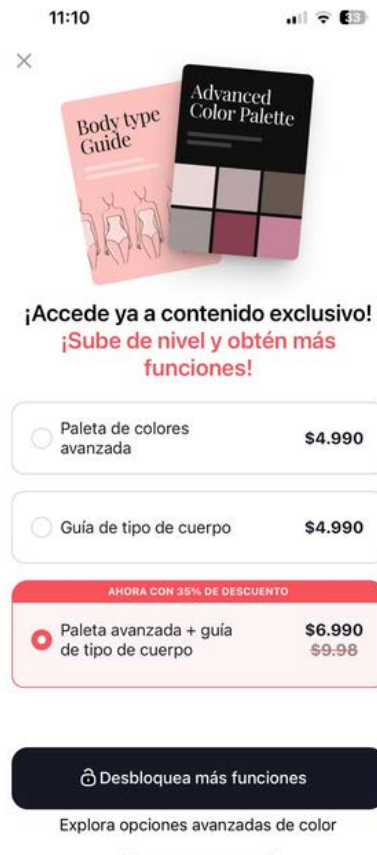 11:10
33
Body type
Guide
Advanced
Color Palette
¡Accede ya a contenido exclusivo!
¡Sube de nivel y obtén más
funciones!
Paleta de colores
avanzada
$4.990
Guía de tipo de cuerpo
$4.990
AHORA CON 35% DE DESCUENTO
Paleta avanzada + guía
de tipo de cuerpo
$6.990
$9.98
Desbloquea más funciones
Explora opciones avanzadas de color